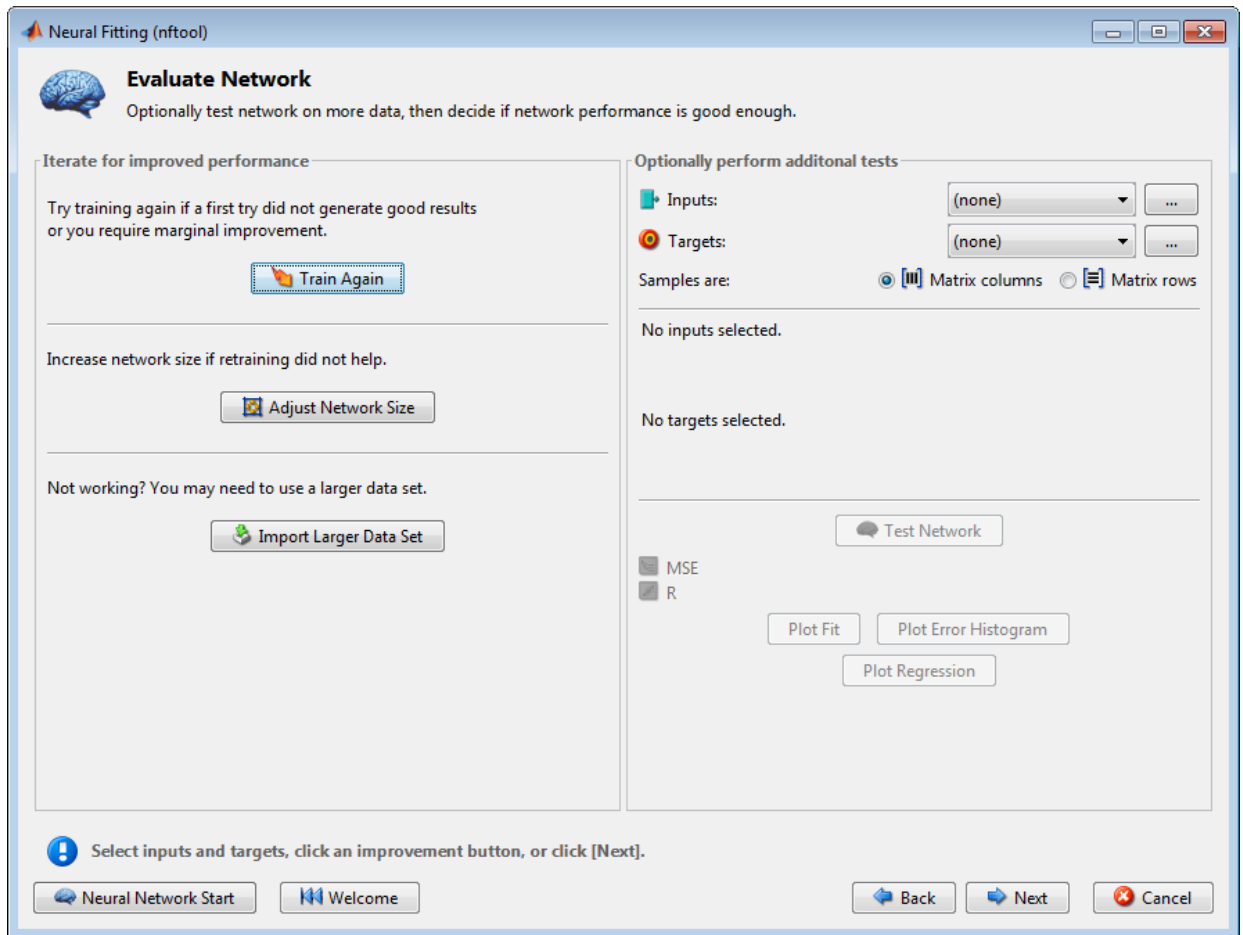 Neural Fitting (nftool)
Evaluate Network
Optionally test network on more data, then decide if network performance is good enough.
Iterate for improved performance
Try training again if a first try did not generate good results
or you require marginal improvement.
Train Again
Increase network size if retraining did not help.
Adjust Network Size
Not working? You may need to use a larger data set.
Import Larger Data Set
Optionally perform additonal tests
Inputs: (none) ...
Targets: (none) ...
Samples are: Matrix columns Matrix rows
No inputs selected.
No targets selected.
Test Network
MSE
R
Plot Fit Plot Error Histogram
Plot Regression
Select inputs and targets, click an improvement button, or click [Next].
Neural Network Start Welcome Back Next Cancel